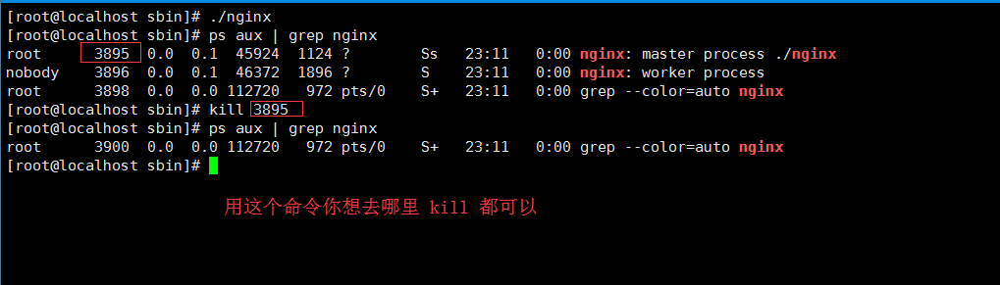 [root@localhost sbin]# ./nginx
[root@localhost sbin]# ps aux | grep nginx
root      3895  0.0  0.1  45924  1124 ?        Ss   23:11   0:00 nginx: master process ./nginx
nobody    3896  0.0  0.1  46372  1896 ?        S    23:11   0:00 nginx: worker process
root      3898  0.0  0.0 112720   972 pts/0    S+   23:11   0:00 grep --color=auto nginx
[root@localhost sbin]# kill 3895
[root@localhost sbin]# ps aux | grep nginx
root      3900  0.0  0.0 112720   972 pts/0    S+   23:11   0:00 grep --color=auto nginx
[root@localhost sbin]#
用这个命令你想去哪里 kill 都可以